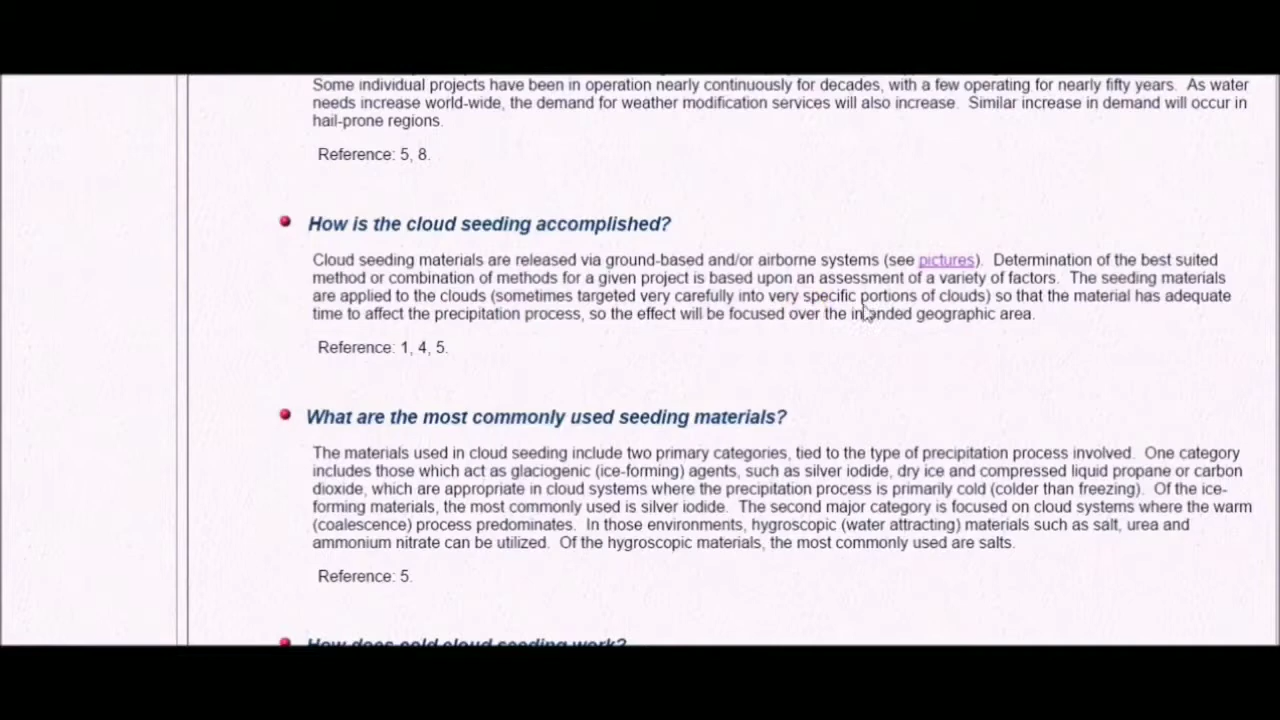 Some individual projects have been in operation nearly continuously for decades, with a few operating for nearly fifty years. As water
needs increase world-wide, the demand for weather modification services will also increase. Similar increase in demand will occur in
hail-prone regions.
Reference: 5, 8.
How is the cloud seeding accomplished?
Cloud seeding materials are released via ground-based and/or airborne systems (see pictures). Determination of the best suited
method or combination of methods for a given project is based upon an assessment of a variety of factors. The seeding materials
are applied to the clouds (sometimes targeted very carefully into very specific portions of clouds) so that the material has adequate
time to affect the precipitation process, so the effect will be focused over the intended geographic area.
Reference: 1, 4, 5.
What are the most commonly used seeding materials?
The materials used in cloud seeding include two primary categories, tied to the type of precipitation process involved. One category
includes those which act as glaciogenic (ice-forming) agents, such as silver iodide, dry ice and compressed liquid propane or carbon
dioxide, which are appropriate in cloud systems where the precipitation process is primarily cold (colder than freezing). Of the ice-
forming materials, the most commonly used is silver iodide. The second major category is focused on cloud systems where the warm
(coalescence) process predominates. In those environments, hygroscopic (water attracting) materials such as salt, urea and
ammonium nitrate can be utilized. Of the hygroscopic materials, the most commonly used are salts.
Reference: 5.
How does cold cloud seeding work?